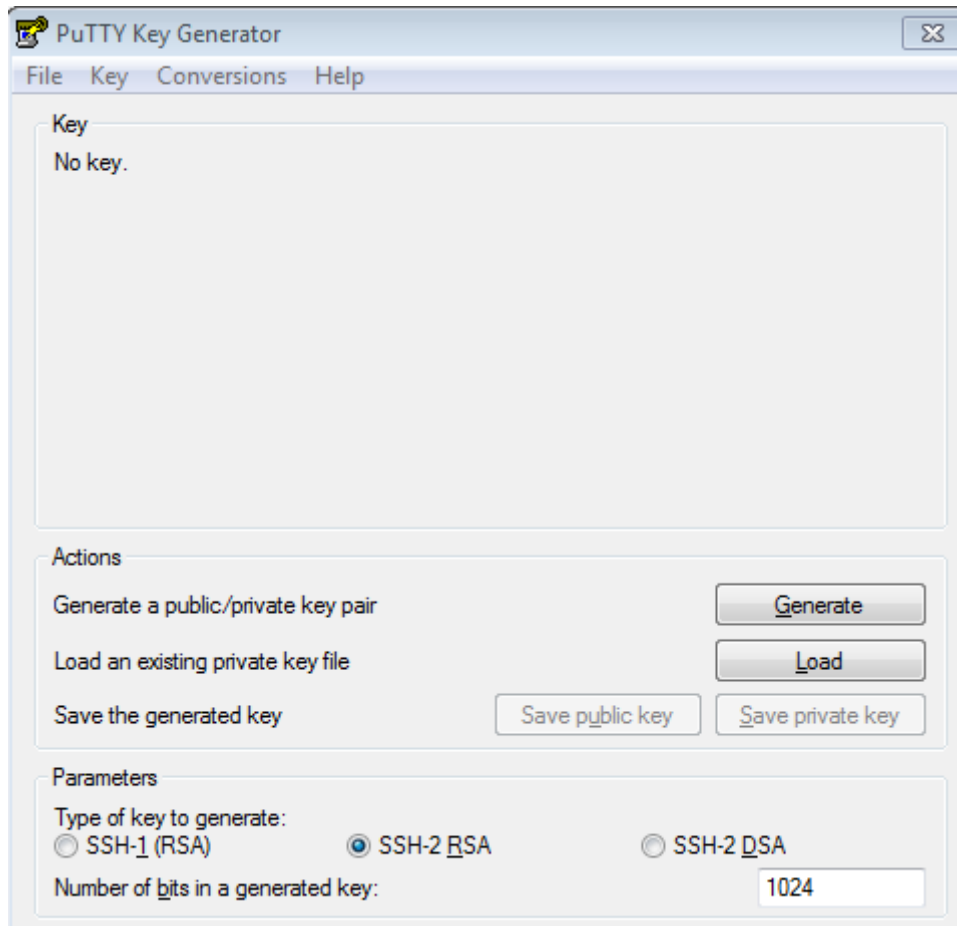 PuTTY Key Generator
File Key Conversions Help
Key
No key.
Actions
Generate a public/private key pair Generate
Load an existing private key file Load
Save the generated key Save public key Save private key
Parameters
Type of key to generate:
SSH-1 (RSA) SSH-2 RSA SSH-2 DSA
Number of bits in a generated key: 1024